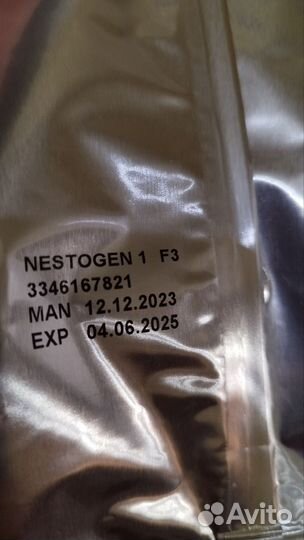 NESTOGEN 1 F3
3346167821
MAN 12.12.2023
EXP 04.06.2025
Avito